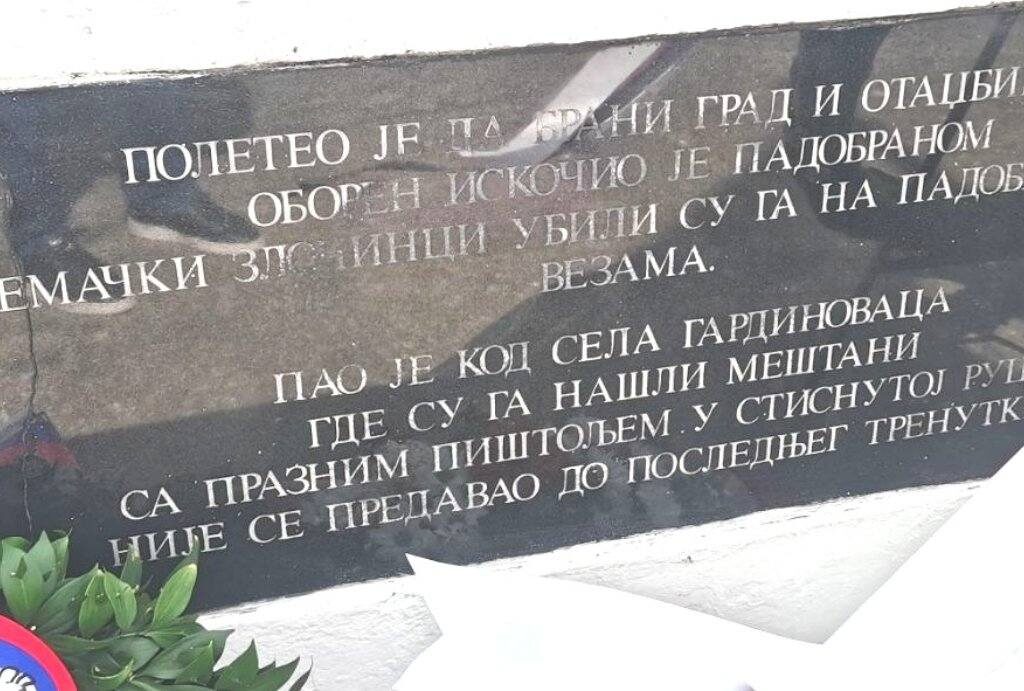 ПОЛЕТЕО ЈЕ ДА БРАНИ ГРАД И ОТАЏБИ
ОБОРЕН ИСКОЧИО ЈЕ ПАДОБРАНОМ
ЕМАЧКИ ЗЛОЧИНЦИ УБИЛИ СУ ГА НА ПАДОБ
ВЕЗАМА.
ПАО ЈЕ КОД СЕЛА ГАРДИНОВАЦА
ГДЕ СУ ГА НАШЛИ МЕШТАНИ
СА ПРАЗНИМ ПИШТОЉЕМ У СТИСНУТОЈ РУЦ
НИЈЕ СЕ ПРЕДАВАО ДО ПОСЛЕДЊЕГ ТРЕНУТК